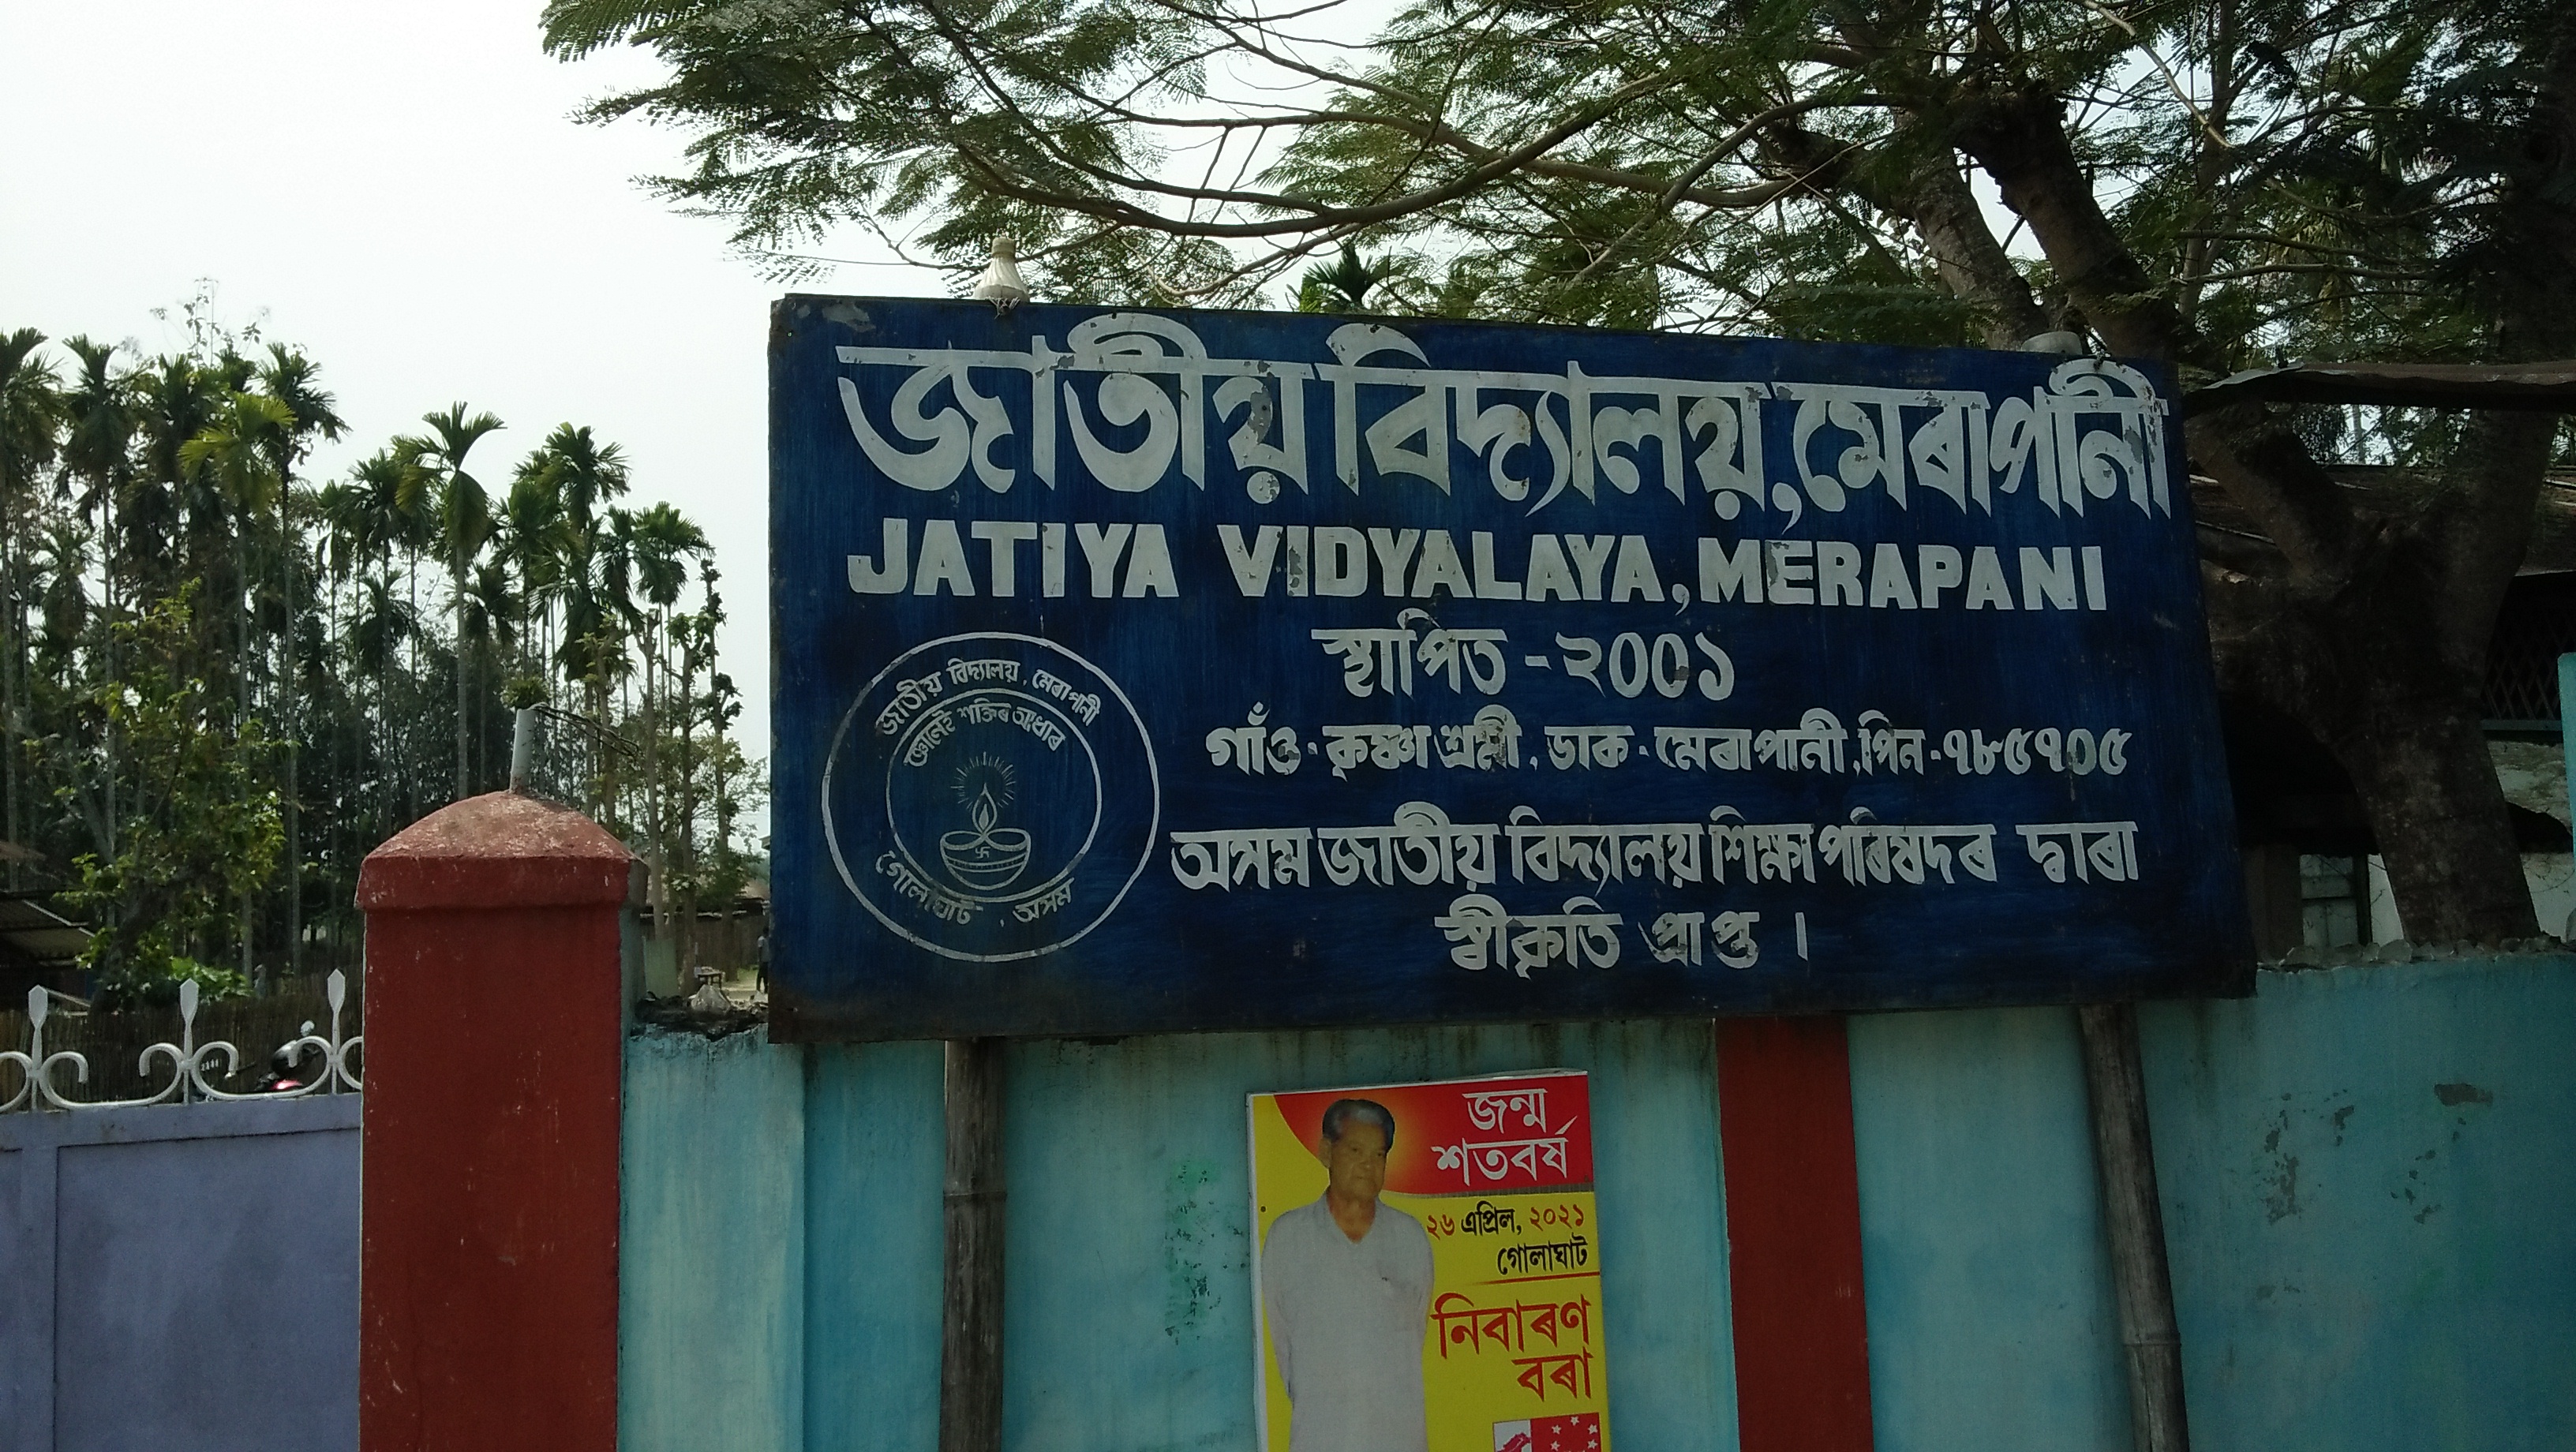 জাতীয় বিদ্যালয়, মেৰাপানী
JATIYA VIDYALAYA, MERAPANI
স্থাপিত - ২00১
গাঁও - কৃষ্ণাশ্ৰমী, ডাক - মেৰাপানী, পিন - ৭৮৫৭০৫
অসম জাতীয় বিদ্যালয় শিক্ষা পৰিষদৰ দ্বাৰা
স্বীকৃতি প্ৰাপ্ত ।
জাতীয় বিদ্যালয়, মেৰাপানী
জ্ঞানেই শক্তিৰ আধাৰ
গোলাঘাট, অসম
জন্ম
শতবৰ্ষ
২৬ এপ্ৰিল, ২০২১
গোলাঘাট
নিবাৰণ
বৰা